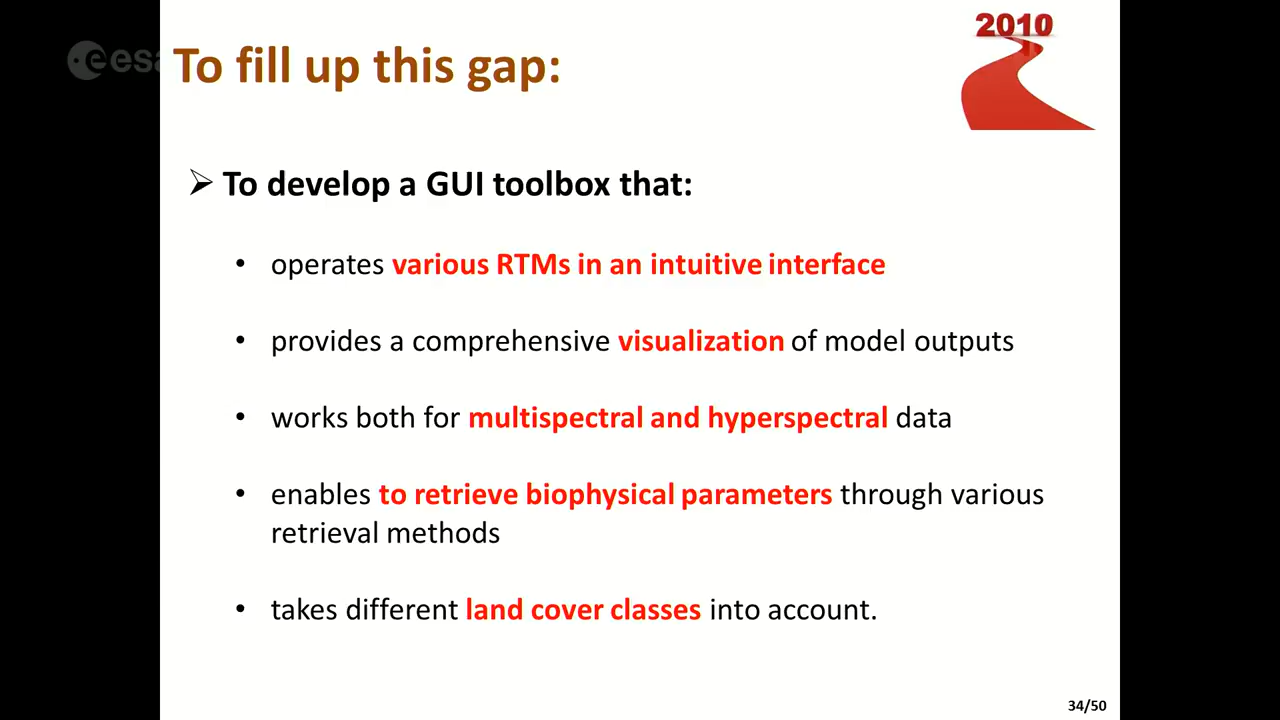 2010
esa
To fill up this gap:
To develop a GUI toolbox that:
• operates various RTMs in an intuitive interface
• provides a comprehensive visualization of model outputs
• works both for multispectral and hyperspectral data
• enables to retrieve biophysical parameters through various
retrieval methods
• takes different land cover classes into account.
34/50